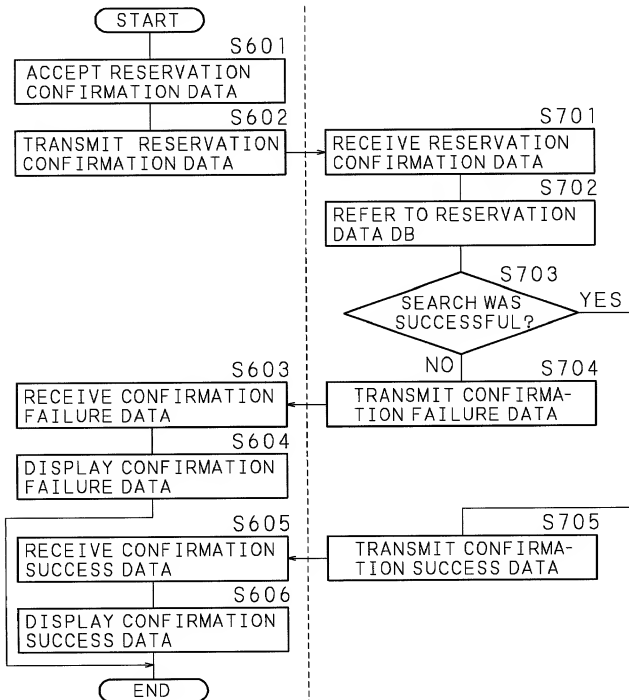 START
S601
ACCEPT RESERVATION
CONFIRMATION DATA
S602
TRANSMIT RESERVATION
CONFIRMATION DATA
S701
RECEIVE RESERVATION
CONFIRMATION DATA
S702
REFER TO RESERVATION
DATA DB
S703
SEARCH WAS
SUCCESSFUL?
YES
NO
S704
TRANSMIT CONFIRMA-
TION FAILURE DATA
S603
RECEIVE CONFIRMATION
FAILURE DATA
S604
DISPLAY CONFIRMATION
FAILURE DATA
S705
TRANSMIT CONFIRMA-
TION SUCCESS DATA
S605
RECEIVE CONFIRMATION
SUCCESS DATA
S606
DISPLAY CONFIRMATION
SUCCESS DATA
END